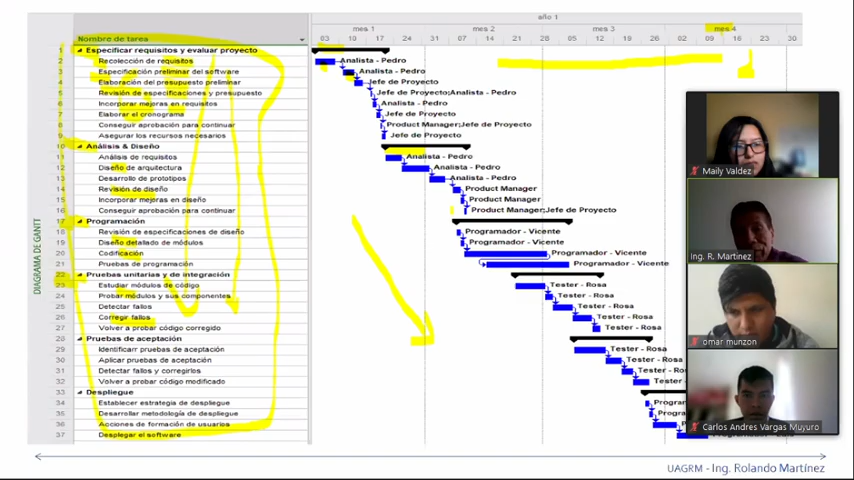 año 1
Nombre de tarea
mes 1 mes 2 mes 3 mes 4
03 10 17 24 31 07 14 21 28 05 12 19 26 02 09 16 23 30
1 Especificar requisitos y evaluar proyecto
2 Recolección de requisitos Analista - Pedro
3 Especificación preliminar del software Analista - Pedro
4 Elaboración del presupuesto preliminar Jefe de Proyecto
5 Revisión de especificaciones y presupuesto Jefe de Proyecto;Analista - Pedro
6 Incorporar mejoras en requisitos Analista - Pedro
7 Elaborar el cronograma Jefe de Proyecto
8 Conseguir aprobación para continuar Product Manager;Jefe de Proyecto
9 Asegurar los recursos necesarios Jefe de Proyecto
10 Análisis & Diseño
11 Análisis de requisitos Analista - Pedro
12 Diseño de arquitectura Analista - Pedro
13 Desarrollo de prototipos Analista - Pedro
14 Revisión de diseño Product Manager
15 Incorporar mejoras en diseño Product Manager
16 Conseguir aprobación para continuar Product Manager;Jefe de Proyecto
17 Programación
18 Revisión de especificaciones de diseño Programador - Vicente
19 Diseño detallado de módulos Programador - Vicente
20 Codificación Programador - Vicente
21 Pruebas de programación Programador - Vicente
22 Pruebas unitarias y de integración
23 Estudiar módulos de código Tester - Rosa
24 Probar módulos y sus componentes Tester - Rosa
25 Detectar fallos Tester - Rosa
26 Corregir fallos Tester - Rosa
27 Volver a probar código corregido Tester - Rosa
28 Pruebas de aceptación
29 Identificarr pruebas de aceptación Tester - Rosa
30 Aplicar pruebas de aceptación Tester - Rosa
31 Detectar fallos y corregirlos Tester - Rosa
32 Volver a probar código modificado Tester - Rosa
33 Despliegue
34 Establecer estrategia de despliegue
35 Desarrollar metodología de despliegue
36 Acciones de formación de usuarios
37 Desplegar el software
DIAGRAMA DE GANTT
Maily Valdez
Ing. R. Martinez
omar munzon
Carlos Andres Vargas Muyuro
UAGRM - Ing. Rolando Martínez